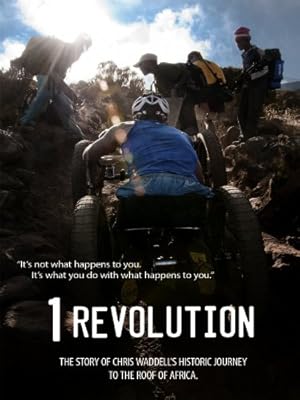 “It’s not what happens to you.
It’s what you do with what happens to you.”
1 REVOLUTION
THE STORY OF CHRIS WADDELL’S HISTORIC JOURNEY
TO THE ROOF OF AFRICA.